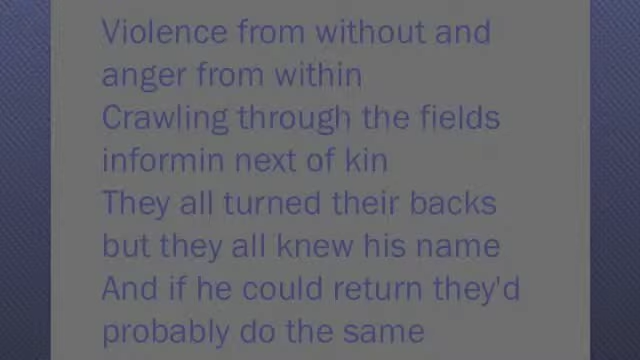 Violence from without and
anger from within
Crawling through the fields
informin next of kin
They all turned their backs
but they all knew his name
And if he could return they'd
probably do the same